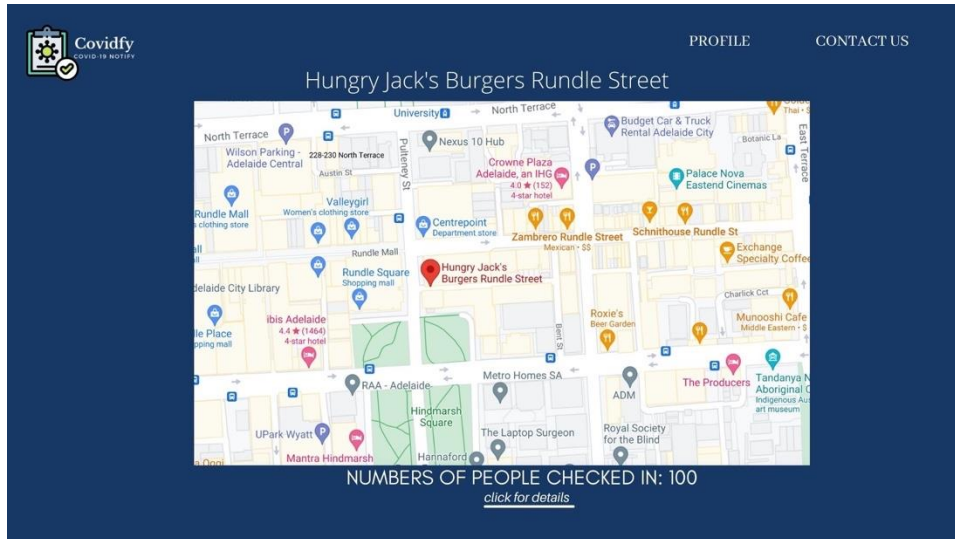 Covidfy
COVID-19 NOTIFY
PROFILE
CONTACT US
Hungry Jack's Burgers Rundle Street
University
North Terrace
North Terrace
Wilson Parking -
Adelaide Central
228-230 North Terrace
Austin St
Pulteney St
Nexus 10 Hub
Crowne Plaza
Adelaide, an IHG
4.0 ★ (152)
4-star hotel
Budget Car & Truck
Rental Adelaide City
Botanic La
East Terrace
Thai • $
Palace Nova
Eastend Cinemas
Rundle Mall
clothing store
Valleygirl
Women's clothing store
Centrepoint
Department store
Zambrero Rundle Street
Mexican • $$
Schnithouse Rundle St
Exchange
Specialty Coffee
Rundle Mall
Rundle Square
Shopping mall
Hungry Jack's
Burgers Rundle Street
delaide City Library
Charlick Cct
Munooshi Cafe
Middle Eastern • $
le Place
pping mall
ibis Adelaide
4.4 ★ (1464)
4-star hotel
Roxie's
Beer Garden
Bent St
RAA - Adelaide
Metro Homes SA
ADM
The Producers
Tandanya N
Aboriginal C
Indigenous Aus
art museum
Hindmarsh
Square
UPark Wyatt
The Laptop Surgeon
Royal Society
for the Blind
Mantra Hindmarsh
Hannaford
NUMBERS OF PEOPLE CHECKED IN: 100
click for details